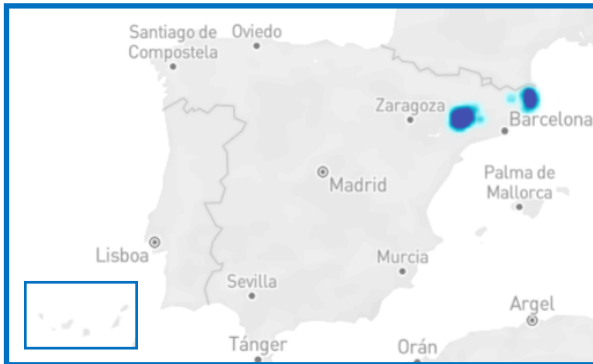 Santiago de
Compostela
Oviedo
Zaragoza
Barcelona
Madrid
Palma de
Mallorca
Lisboa
Murcia
Sevilla
Argel
Tánger
Orán